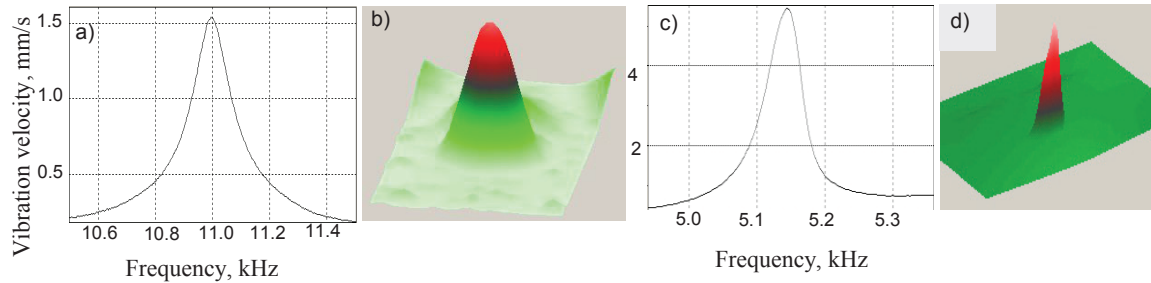 a)
b)
c)
d)
Vibration velocity, mm/s
1.5
1.0
0.5
10.6 10.8 11.0 11.2 11.4
Frequency, kHz
4
2
5.0 5.1 5.2 5.3
Frequency, kHz